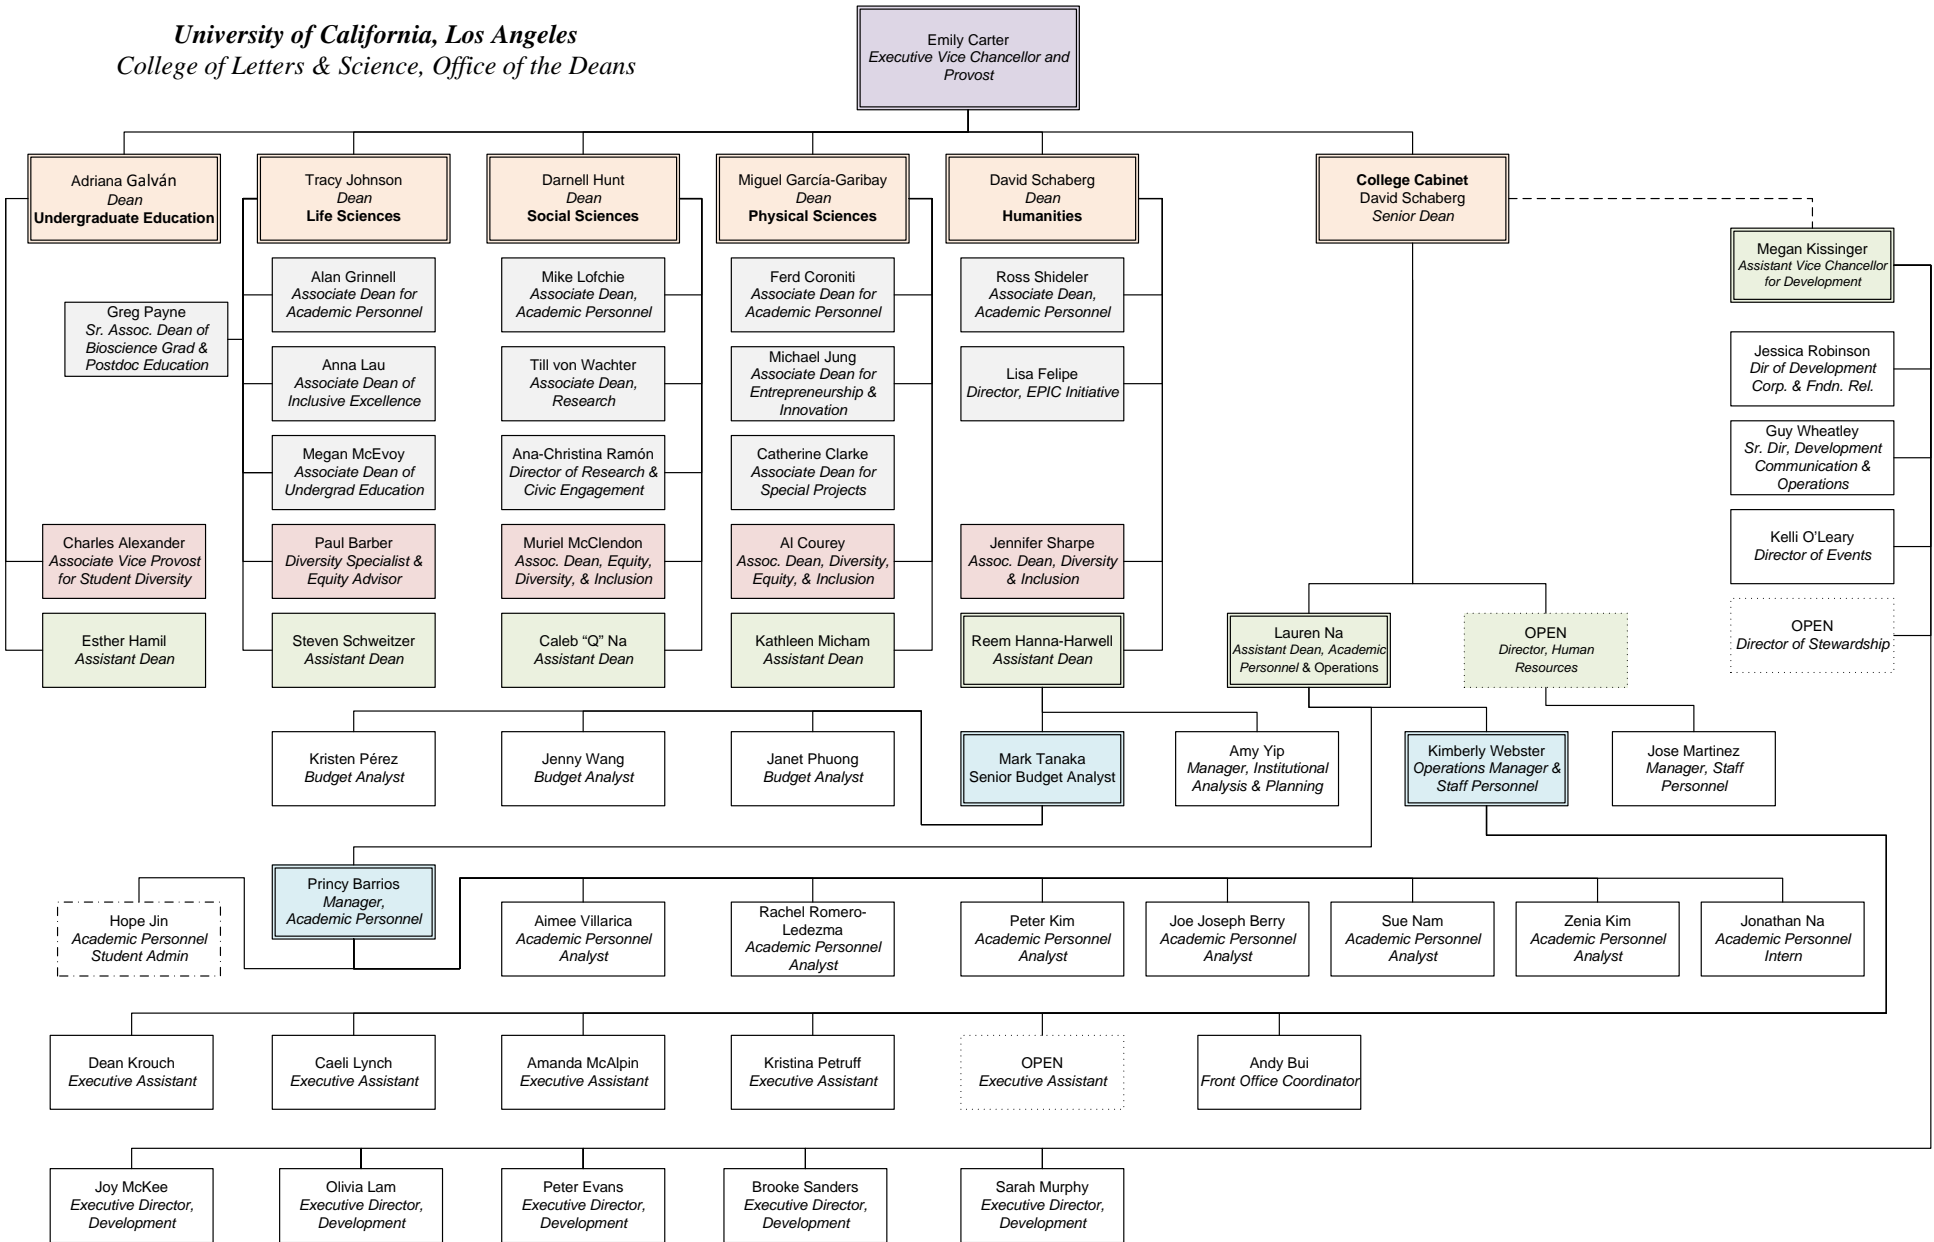 University of California, Los Angeles
College of Letters & Science, Office of the Deans
Emily Carter
Executive Vice Chancellor and
Provost
Adriana Galván
Dean
Undergraduate Education
Tracy Johnson
Dean
Life Sciences
Darnell Hunt
Dean
Social Sciences
Miguel García-Garibay
Dean
Physical Sciences
David Schaberg
Dean
Humanities
College Cabinet
David Schaberg
Senior Dean
Megan Kissinger
Assistant Vice Chancellor
for Development
Greg Payne
Sr. Assoc. Dean of
Bioscience Grad &
Postdoc Education
Alan Grinnell
Associate Dean for
Academic Personnel
Mike Lofchie
Associate Dean,
Academic Personnel
Ferd Coroniti
Associate Dean for
Academic Personnel
Ross Shideler
Associate Dean,
Academic Personnel
Jessica Robinson
Dir of Development
Corp. & Fndn. Rel.
Anna Lau
Associate Dean of
Inclusive Excellence
Till von Wachter
Associate Dean,
Research
Michael Jung
Associate Dean for
Entrepreneurship &
Innovation
Lisa Felipe
Director, EPIC Initiative
Guy Wheatley
Sr. Dir, Development
Communication &
Operations
Megan McEvoy
Associate Dean of
Undergrad Education
Ana-Christina Ramón
Director of Research &
Civic Engagement
Catherine Clarke
Associate Dean for
Special Projects
Kelli O’Leary
Director of Events
Charles Alexander
Associate Vice Provost
for Student Diversity
Paul Barber
Diversity Specialist &
Equity Advisor
Muriel McClendon
Assoc. Dean, Equity,
Diversity, & Inclusion
Al Courey
Assoc. Dean, Diversity,
Equity, & Inclusion
Jennifer Sharpe
Assoc. Dean, Diversity
& Inclusion
OPEN
Director of Stewardship
Esther Hamil
Assistant Dean
Steven Schweitzer
Assistant Dean
Caleb “Q” Na
Assistant Dean
Kathleen Micham
Assistant Dean
Reem Hanna-Harwell
Assistant Dean
Lauren Na
Assistant Dean, Academic
Personnel & Operations
OPEN
Director, Human
Resources
Kristen Pérez
Budget Analyst
Jenny Wang
Budget Analyst
Janet Phuong
Budget Analyst
Mark Tanaka
Senior Budget Analyst
Amy Yip
Manager, Institutional
Analysis & Planning
Kimberly Webster
Operations Manager &
Staff Personnel
Jose Martinez
Manager, Staff
Personnel
Hope Jin
Academic Personnel
Student Admin
Princy Barrios
Manager,
Academic Personnel
Aimee Villarica
Academic Personnel
Analyst
Rachel Romero-
Ledezma
Academic Personnel
Analyst
Peter Kim
Academic Personnel
Analyst
Joe Joseph Berry
Academic Personnel
Analyst
Sue Nam
Academic Personnel
Analyst
Zenia Kim
Academic Personnel
Analyst
Jonathan Na
Academic Personnel
Intern
Dean Krouch
Executive Assistant
Caeli Lynch
Executive Assistant
Amanda McAlpin
Executive Assistant
Kristina Petruff
Executive Assistant
OPEN
Executive Assistant
Andy Bui
Front Office Coordinator
Joy McKee
Executive Director,
Development
Olivia Lam
Executive Director,
Development
Peter Evans
Executive Director,
Development
Brooke Sanders
Executive Director,
Development
Sarah Murphy
Executive Director,
Development